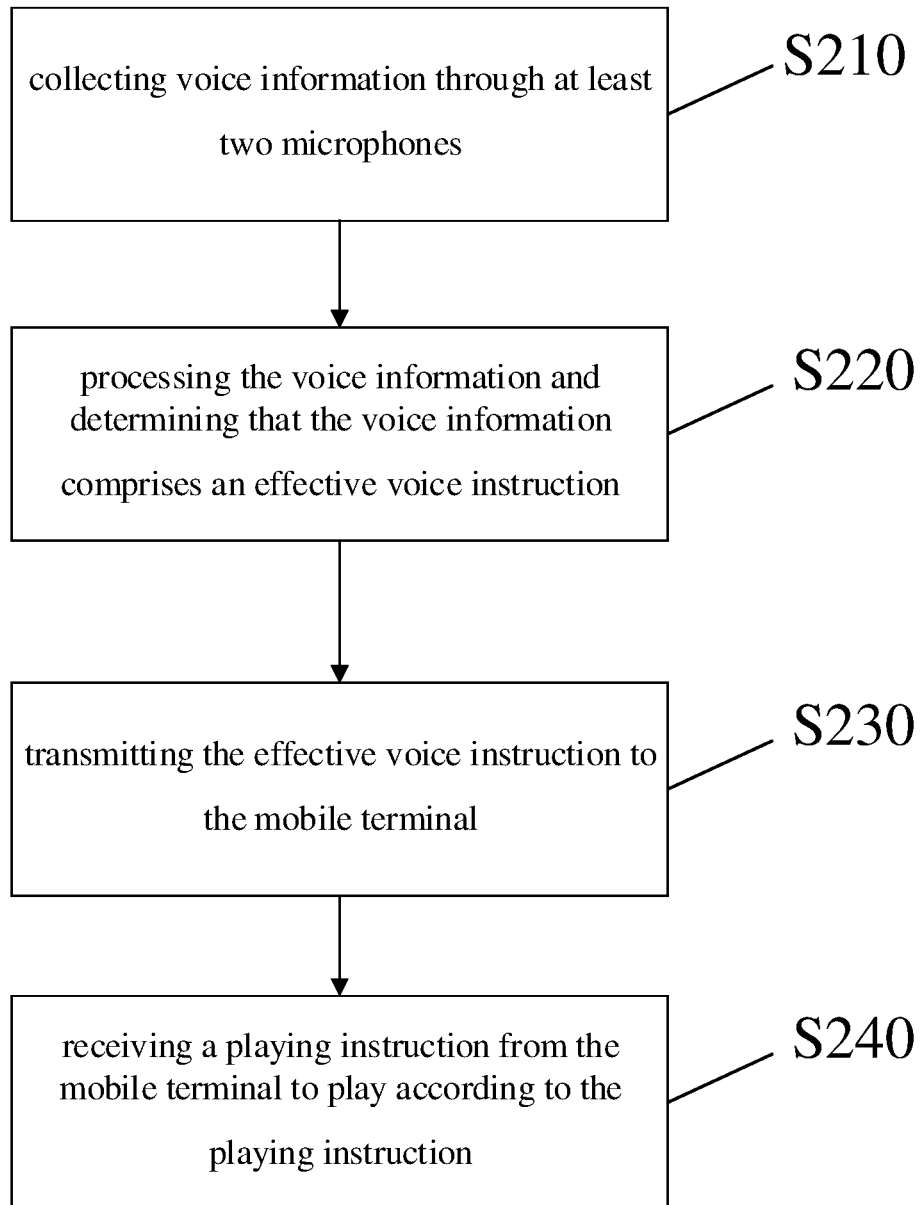 collecting voice information through at least
two microphones
S210
processing the voice information and
determining that the voice information
comprises an effective voice instruction
S220
transmitting the effective voice instruction to
the mobile terminal
S230
receiving a playing instruction from the
mobile terminal to play according to the
playing instruction
S240